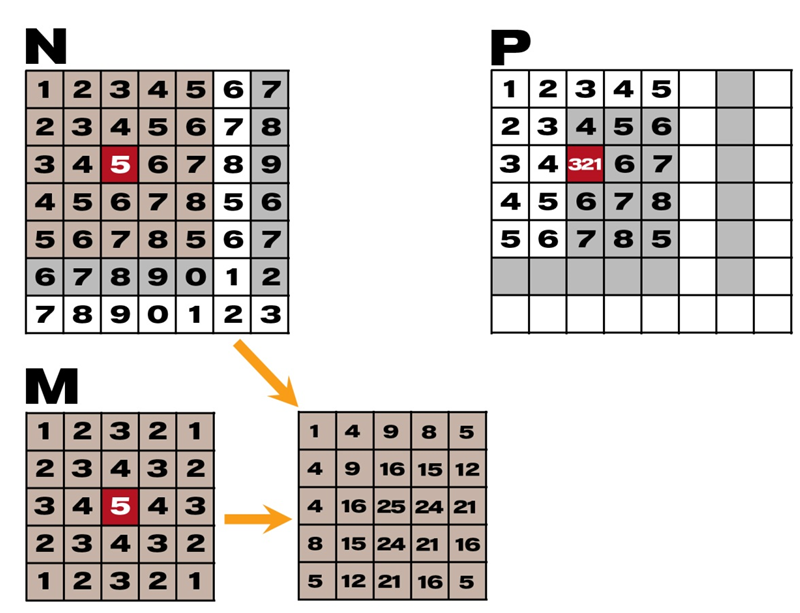 N
1 2 3 4 5 6 7
2 3 4 5 6 7 8
3 4 5 6 7 8 9
4 5 6 7 8 5 6
5 6 7 8 5 6 7
6 7 8 9 0 1 2
7 8 9 0 1 2 3
P
1 2 3 4 5
2 3 4 5 6
3 4 321 6 7
4 5 6 7 8
5 6 7 8 5
M
1 2 3 2 1
2 3 4 3 2
3 4 5 4 3
2 3 4 3 2
1 2 3 2 1
1 4 9 8 5
4 9 16 15 12
4 16 25 24 21
8 15 24 21 16
5 12 21 16 5